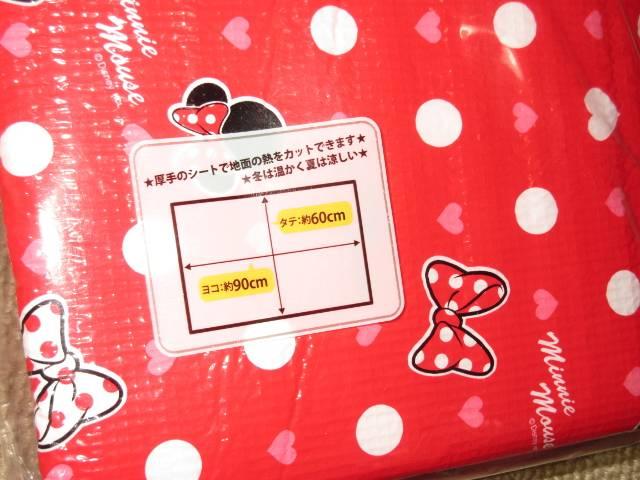 Minnie
Mouse
©Disney
★厚手のシートで地面の熱をカットできます★
★冬は温かく夏は涼しい★
タテ:約60cm
ヨコ:約90cm
Minnie
Mouse
©Disney